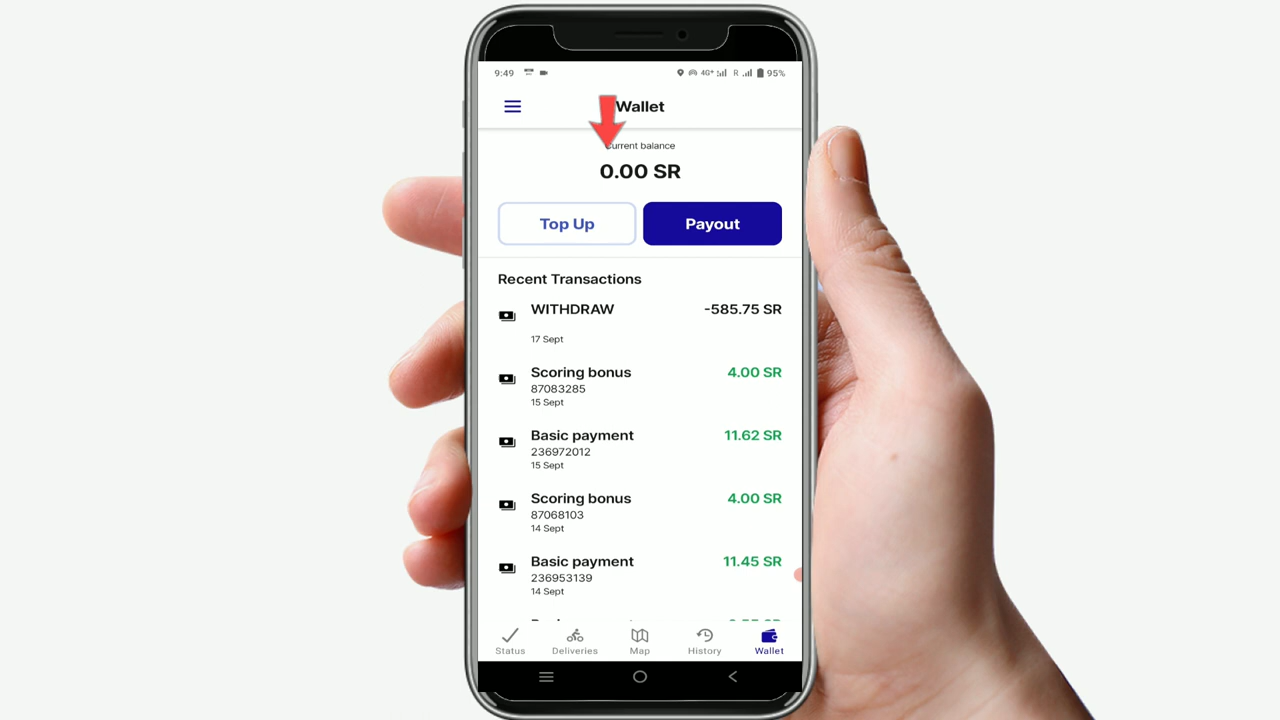 9:49 4G+ R 95%
Wallet
Current balance
0.00 SR
Top Up Payout
Recent Transactions
WITHDRAW -585.75 SR
17 Sept
Scoring bonus 4.00 SR
87083285
15 Sept
Basic payment 11.62 SR
236972012
15 Sept
Scoring bonus 4.00 SR
87068103
14 Sept
Basic payment 11.45 SR
236953139
14 Sept
Status Deliveries Map History Wallet